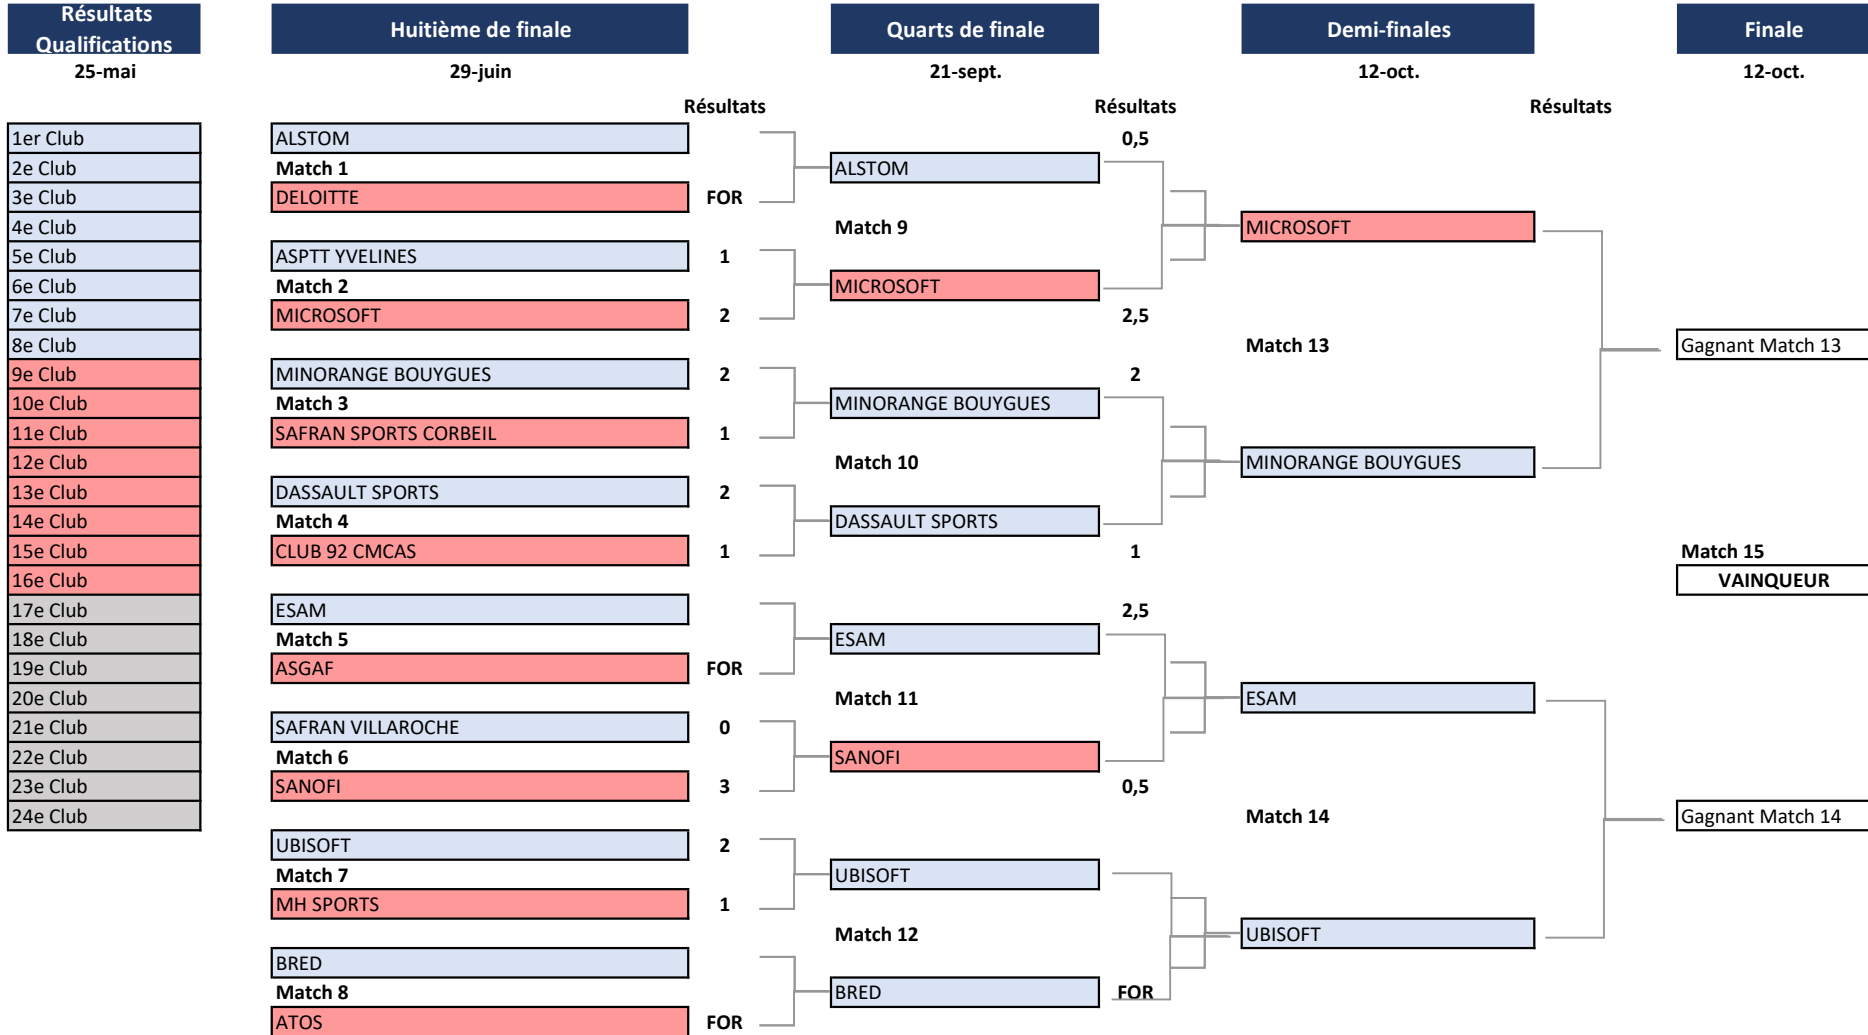 Résultats
Qualifications
Huitième de finale
Quarts de finale
Demi-finales
Finale
25-mai
29-juin
21-sept.
12-oct.
12-oct.
Résultats
Résultats
Résultats
1er Club
2e Club
3e Club
4e Club
5e Club
6e Club
7e Club
8e Club
9e Club
10e Club
11e Club
12e Club
13e Club
14e Club
15e Club
16e Club
17e Club
18e Club
19e Club
20e Club
21e Club
22e Club
23e Club
24e Club
ALSTOM
Match 1
DELOITTE
FOR
ASPTT YVELINES
1
Match 2
MICROSOFT
2
MINORANGE BOUYGUES
2
Match 3
SAFRAN SPORTS CORBEIL
1
DASSAULT SPORTS
2
Match 4
CLUB 92 CMCAS
1
ESAM
Match 5
ASGAF
FOR
SAFRAN VILLAROCHE
0
Match 6
SANOFI
3
UBISOFT
2
Match 7
MH SPORTS
1
BRED
Match 8
ATOS
FOR
0,5
ALSTOM
Match 9
MICROSOFT
2,5
2
MINORANGE BOUYGUES
Match 10
DASSAULT SPORTS
1
2,5
ESAM
Match 11
SANOFI
0,5
UBISOFT
Match 12
BRED
FOR
MICROSOFT
Match 13
MINORANGE BOUYGUES
ESAM
Match 14
UBISOFT
Gagnant Match 13
Match 15
VAINQUEUR
Gagnant Match 14